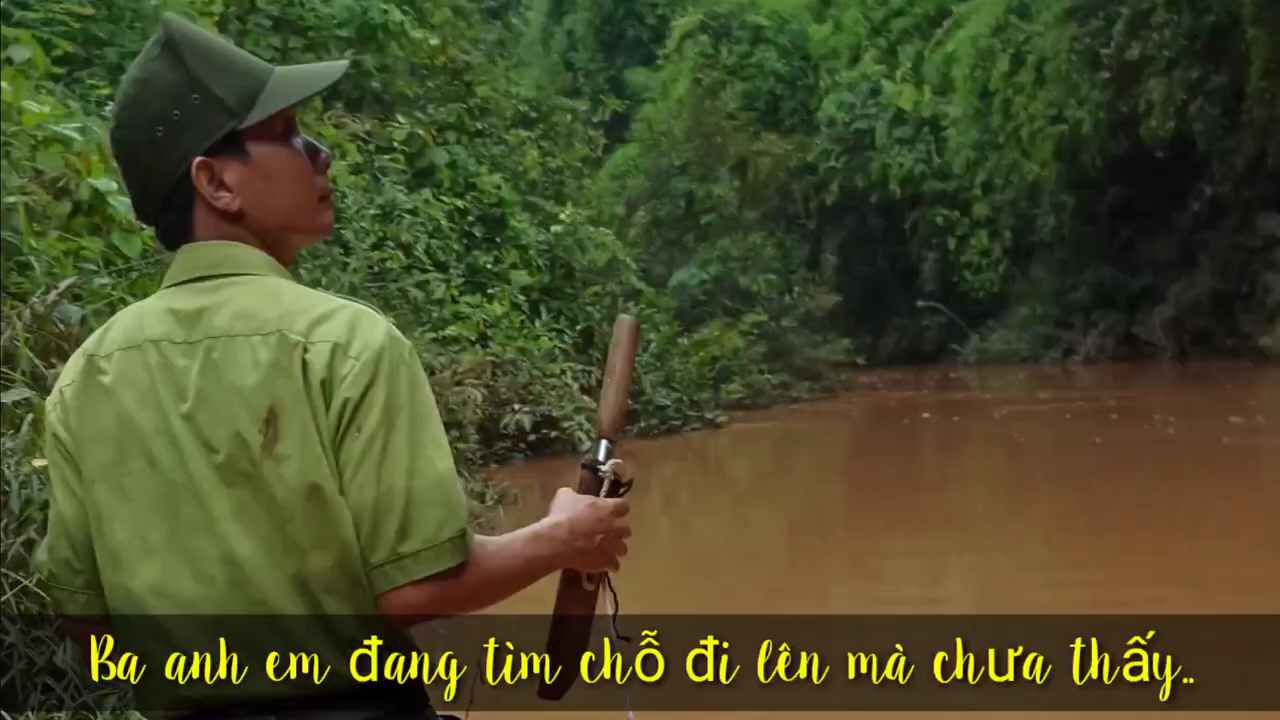 Ba anh em đang tìm chỗ đi lên mà chưa thấy..